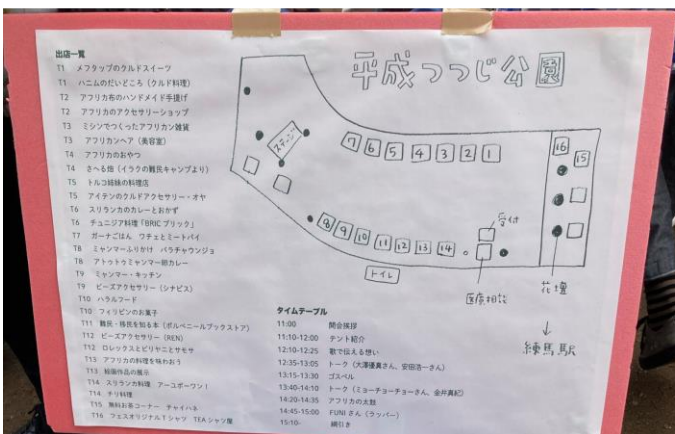 平成つつじ公園
出店一覧
T1 メフタップのクルドスイーツ
T1 ハニムのだいどころ（クルド料理）
T2 アフリカ布のハンドメイド手提げ
T2 アフリカのアクセサリーショップ
T3 ミシンでつくったアフリカン雑貨
T3 アフリカンヘア（美容室）
T4 アフリカのおやつ
T4 さへる畑（イラクの難民キャンプより）
T5 トルコ姉妹の料理店
T5 アイテンのクルドアクセサリー・オヤ
T6 スリランカのカレーとおかず
T6 チュニジア料理「BRICブリック」
T7 ガーナごはん ワチェとミートパイ
T8 ミャンマーふりかけ バラチャウンジョ
T8 アトゥトゥミャンマー卵カレー
T9 ミャンマー・キッチン
T9 ビーズアクセサリー（シナピス）
T10 ハラルフード
T10 フィリピンのお菓子
T11 難民・移民を知る本（ポルベニールブックストア）
T12 ビーズアクセサリー（REN）
T12 ロレックスとビリヤニとサモサ
T13 アフリカの料理を味わおう
T13 絵画作品の展示
T14 スリランカ料理 アーユボーワン！
T14 チリ料理
T15 無料お茶コーナー チャイハネ
T16 フェスオリジナルTシャツ TEAシャツ屋
ステージ
7 6 5 4 3 2 1
16
15
8 9 10 11 12 13 14
受付
トイレ
医療相談
花壇
↓
練馬駅
タイムテーブル
11:00 開会挨拶
11:10-12:00 テント紹介
12:10-12:25 歌で伝える想い
12:35-13:05 トーク（大澤優真さん、安田浩一さん）
13:15-13:30 ゴスペル
13:40-14:10 トーク（ミョーチョーチョーさん、金井真紀）
14:20-14:35 アフリカの太鼓
14:45-15:00 FUNIさん（ラッパー）
15:10- 綱引き